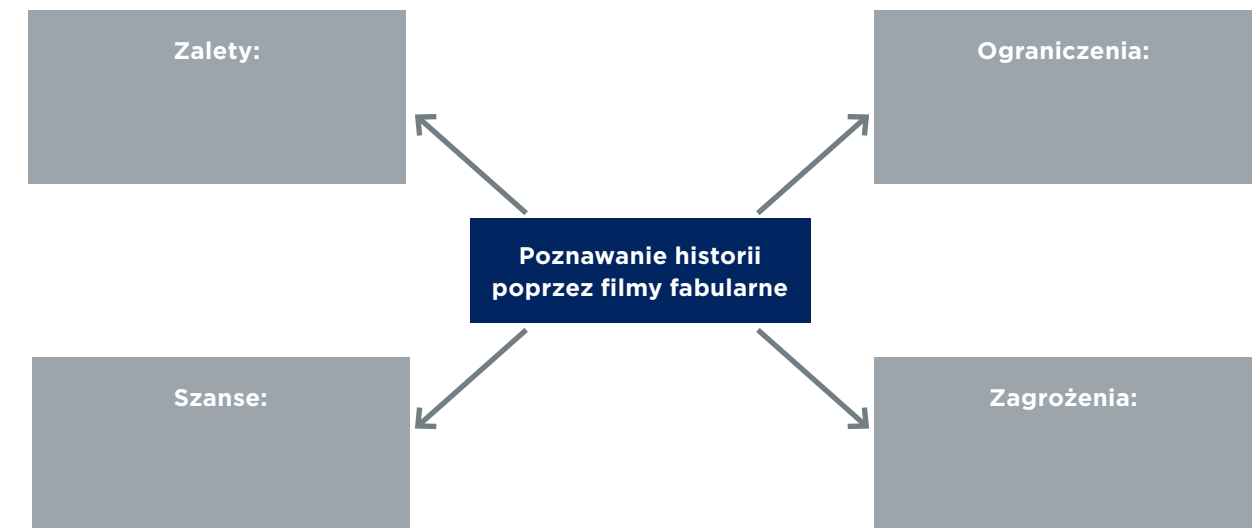 Zalety:
Ograniczenia:
Poznawanie historii
poprzez filmy fabularne
Szanse:
Zagrożenia: